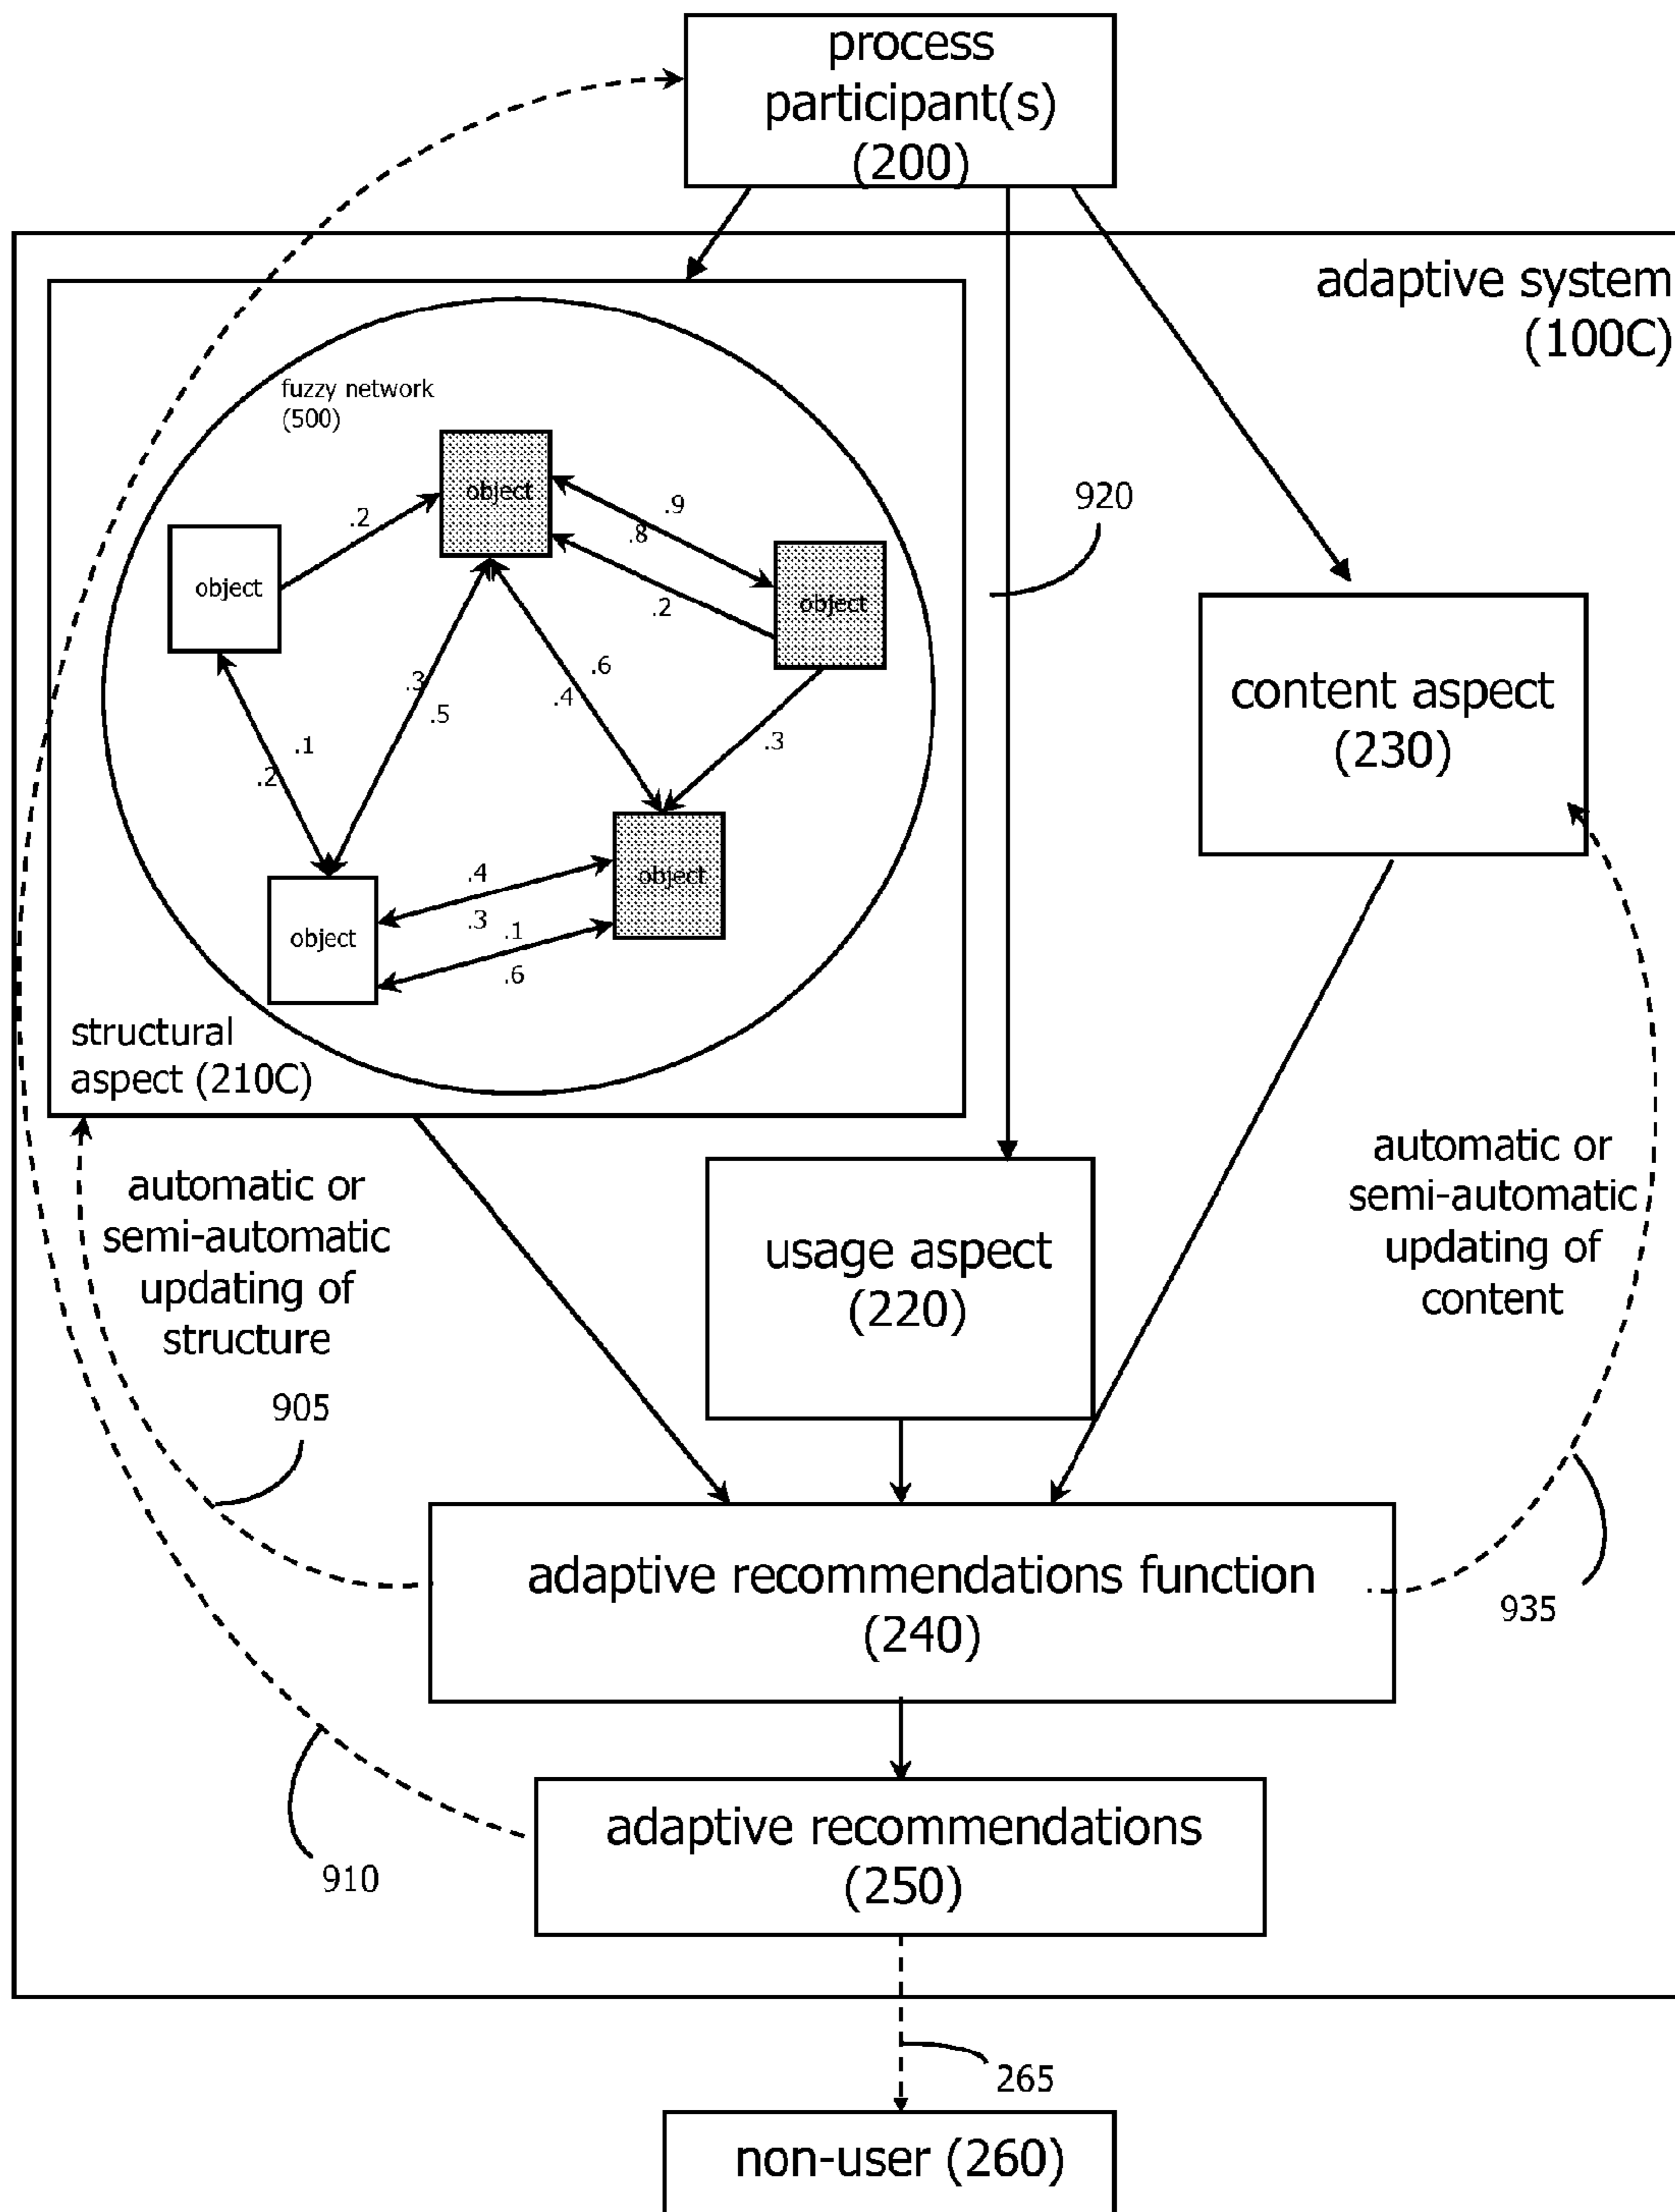 process
participant(s)
(200)
adaptive system
(100C)
fuzzy network
(500)
object
.9
920
.2
.8
object
object
.2
.6
.3
.4
content aspect
(230)
.5
.3
.1
.2
.4
object
.3
.1
object
.6
structural
aspect (210C)
automatic or
semi-automatic
updating of
structure
automatic or
semi-automatic
updating of
content
usage aspect
(220)
905
adaptive recommendations function
(240)
935
adaptive recommendations
(250)
910
265
non-user (260)